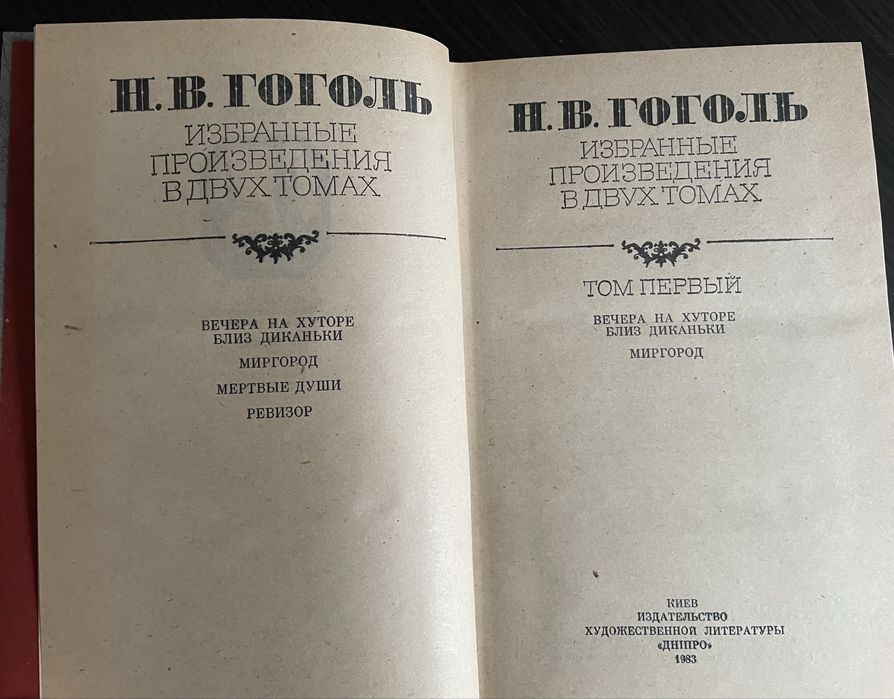 Н. В. ГОГОЛЬ
ИЗБРАННЫЕ
ПРОИЗВЕДЕНИЯ
В ДВУХ ТОМАХ
ВЕЧЕРА НА ХУТОРЕ
БЛИЗ ДИКАНЬКИ
МИРГОРОД
МЕРТВЫЕ ДУШИ
РЕВИЗОР
Н. В. ГОГОЛЬ
ИЗБРАННЫЕ
ПРОИЗВЕДЕНИЯ
В ДВУХ ТОМАХ
ТОМ ПЕРВЫЙ
ВЕЧЕРА НА ХУТОРЕ
БЛИЗ ДИКАНЬКИ
МИРГОРОД
КИЕВ
ИЗДАТЕЛЬСТВО
ХУДОЖЕСТВЕННОЙ ЛИТЕРАТУРЫ
«ДНІПРО»
1983